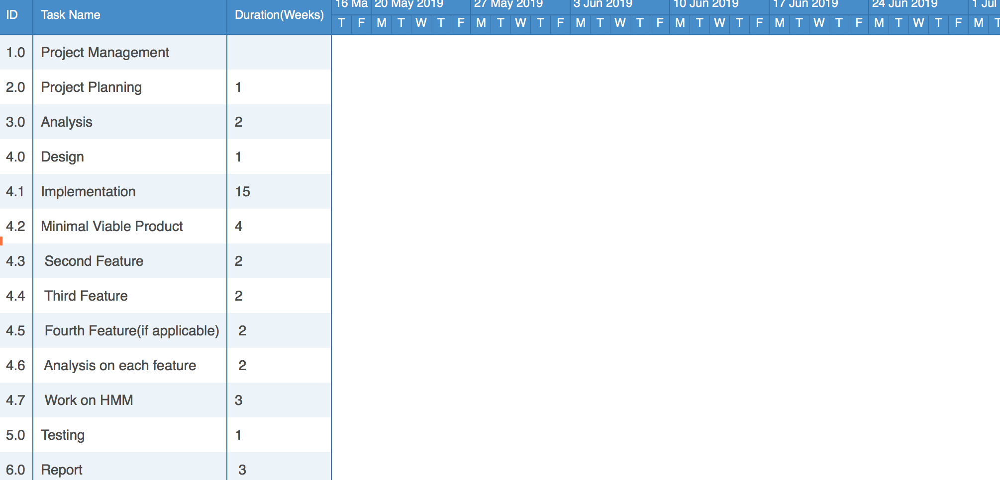 ID Task Name Duration(Weeks) 16 Ma 20 May 2019 27 May 2019 3 Jun 2019 10 Jun 2019 17 Jun 2019 24 Jun 2019 1 Jul
T F M T W T F M T W T F M T W T F M T W T F M T W T F M T W T F M T
1.0 Project Management
2.0 Project Planning 1
3.0 Analysis 2
4.0 Design 1
4.1 Implementation 15
4.2 Minimal Viable Product 4
4.3 Second Feature 2
4.4 Third Feature 2
4.5 Fourth Feature(if applicable) 2
4.6 Analysis on each feature 2
4.7 Work on HMM 3
5.0 Testing 1
6.0 Report 3